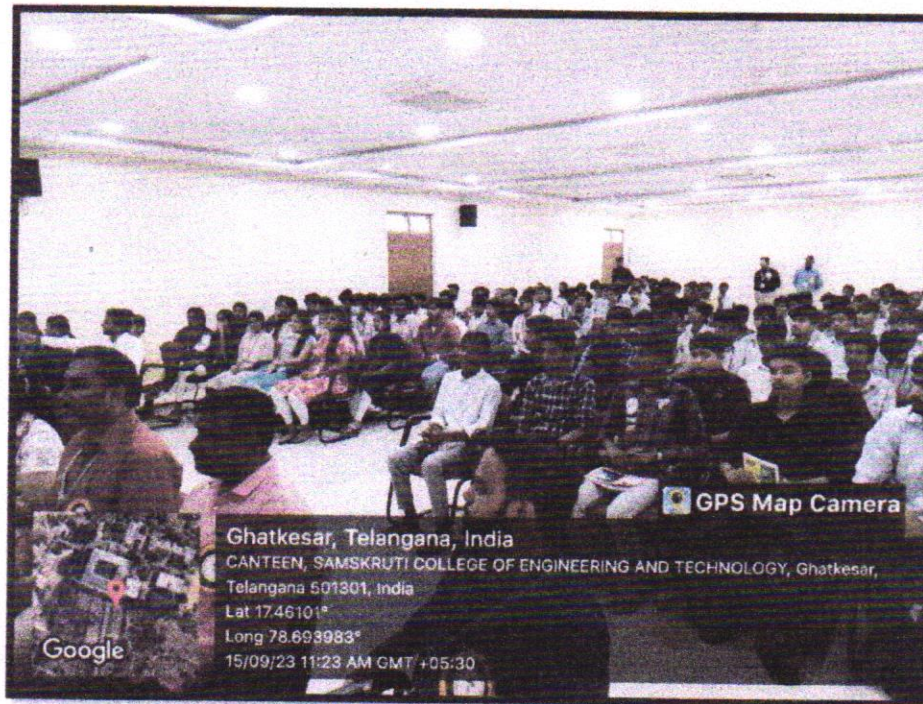 GPS Map Camera
Ghatkesar, Telangana, India
CANTEEN, SAMSKRUTI COLLEGE OF ENGINEERING AND TECHNOLOGY, Ghatkesar,
Telangana 501301, India
Lat 17.46101°
Long 78.693983°
15/09/23 11:23 AM GMT +05:30
Google